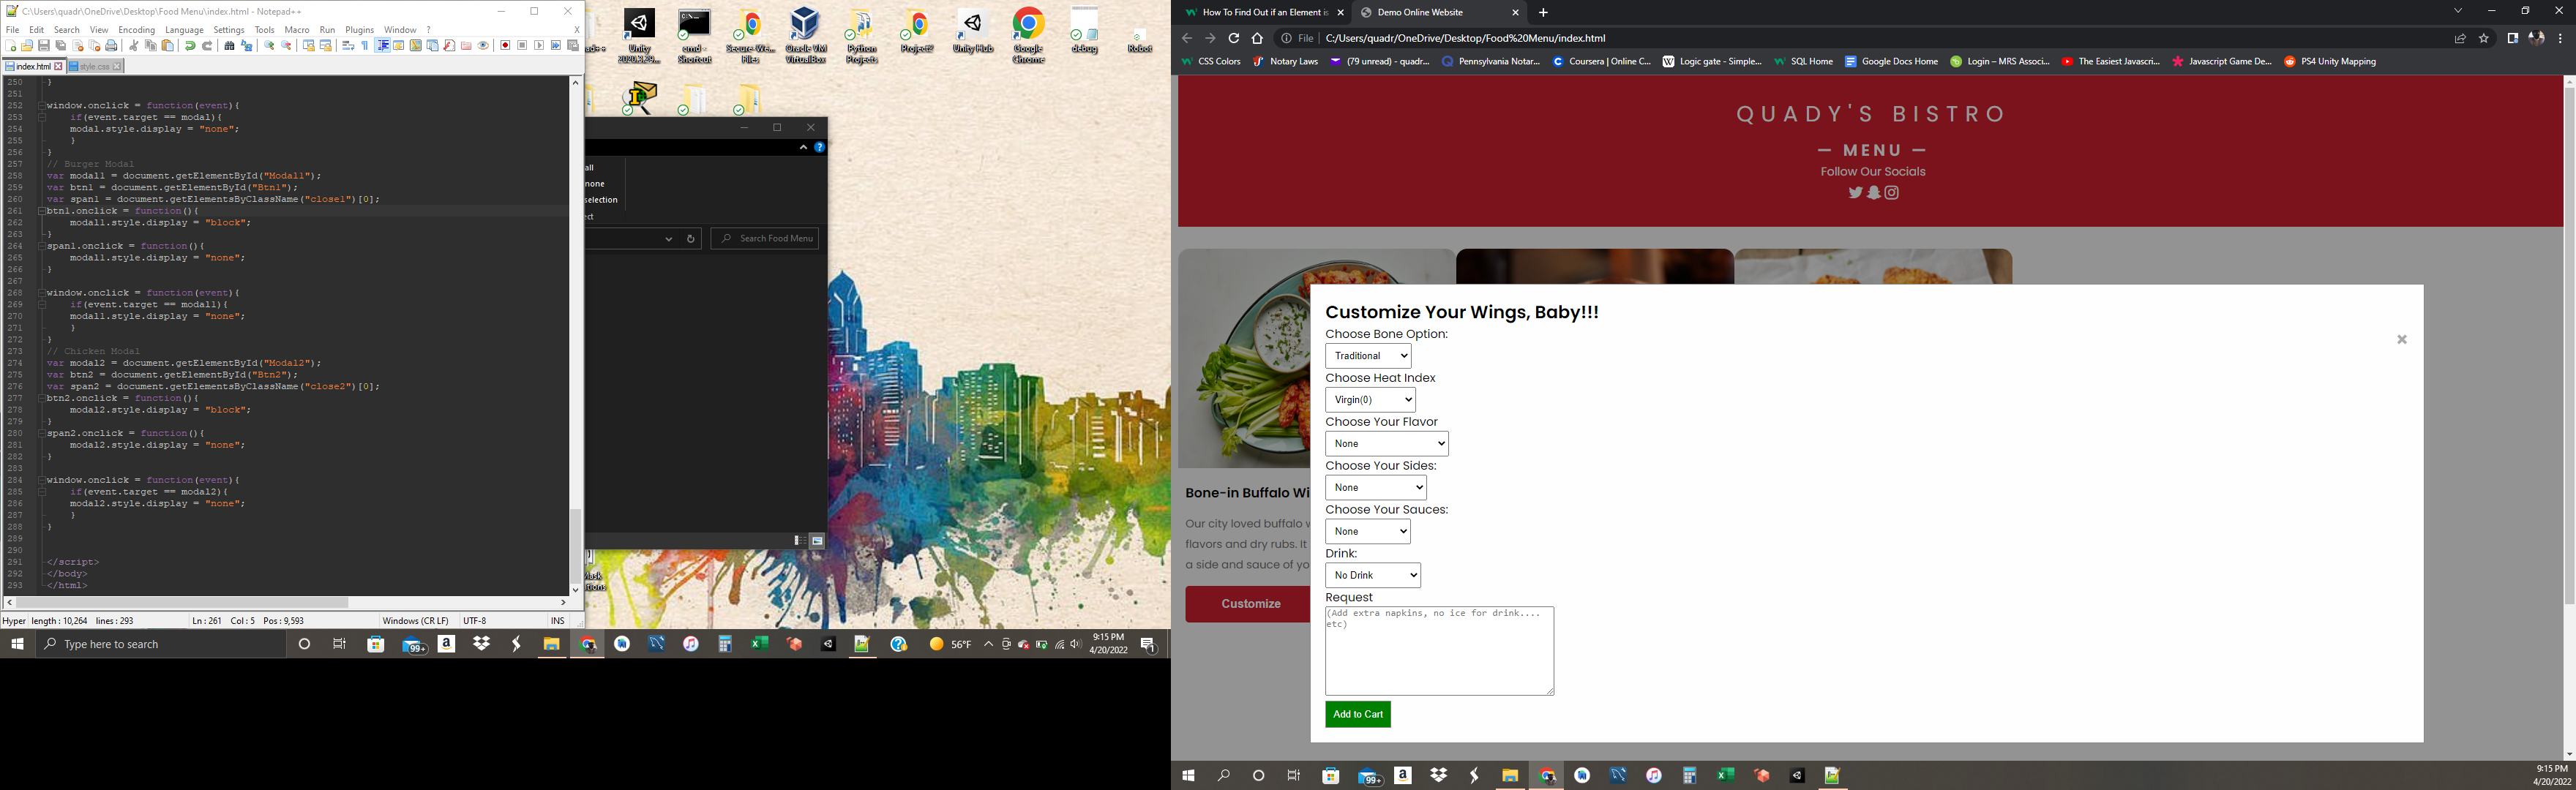 C:\Users\quadr\OneDrive\Desktop\Food Menu\index.html - Notepad++
File Edit Search View Encoding Language Settings Tools Macro Run Plugins Window ? X
index.html style.css
250 }
251
252 window.onclick = function(event){
253 if(event.target == modal){
254 modal.style.display = "none";
255 }
256 }
257 // Burger Modal
258 var modal1 = document.getElementById("Modal1");
259 var btn1 = document.getElementById("Btn1");
260 var span1 = document.getElementsByClassName("close1")[0];
261 btn1.onclick = function(){
262 modal1.style.display = "block";
263 }
264 span1.onclick = function(){
265 modal1.style.display = "none";
266 }
267
268 window.onclick = function(event){
269 if(event.target == modal1){
270 modal1.style.display = "none";
271 }
272 }
273 // Chicken Modal
274 var modal2 = document.getElementById("Modal2");
275 var btn2 = document.getElementById("Btn2");
276 var span2 = document.getElementsByClassName("close2")[0];
277 btn2.onclick = function(){
278 modal2.style.display = "block";
279 }
280 span2.onclick = function(){
281 modal2.style.display = "none";
282 }
283
284 window.onclick = function(event){
285 if(event.target == modal2){
286 modal2.style.display = "none";
287 }
288 }
289
290
291 </script>
292 </body>
293 </html>
Hyper length : 10,264 lines : 293 Ln : 261 Col : 5 Pos : 9,593 Windows (CR LF) UTF-8 INS
Unity 2020.3.29...
cmd - Shortcut
Secure-We... Files
Oracle VM VirtualBox
Python Projects
Project2
Unity Hub
Google Chrome
debug
Robot
all
none
selection
ect
Search Food Menu
Type here to search
99+
56°F
9:15 PM
4/20/2022
1
How To Find Out if an Element is
Demo Online Website
File C:/Users/quadr/OneDrive/Desktop/Food%20Menu/index.html
CSS Colors
Notary Laws
(79 unread) - quadr...
Pennsylvania Notar...
Coursera | Online C...
Logic gate - Simple...
SQL Home
Google Docs Home
Login – MRS Associ...
The Easiest Javascri...
Javascript Game De...
PS4 Unity Mapping
QUADY'S BISTRO
— MENU —
Follow Our Socials
Bone-in Buffalo Wi
Our city loved buffalo w
flavors and dry rubs. It
a side and sauce of yo
Customize
Customize Your Wings, Baby!!!
Choose Bone Option:
Traditional
Choose Heat Index
Virgin(0)
Choose Your Flavor
None
Choose Your Sides:
None
Choose Your Sauces:
None
Drink:
No Drink
Request
(Add extra napkins, no ice for drink....
etc)
Add to Cart
99+
9:15 PM
4/20/2022